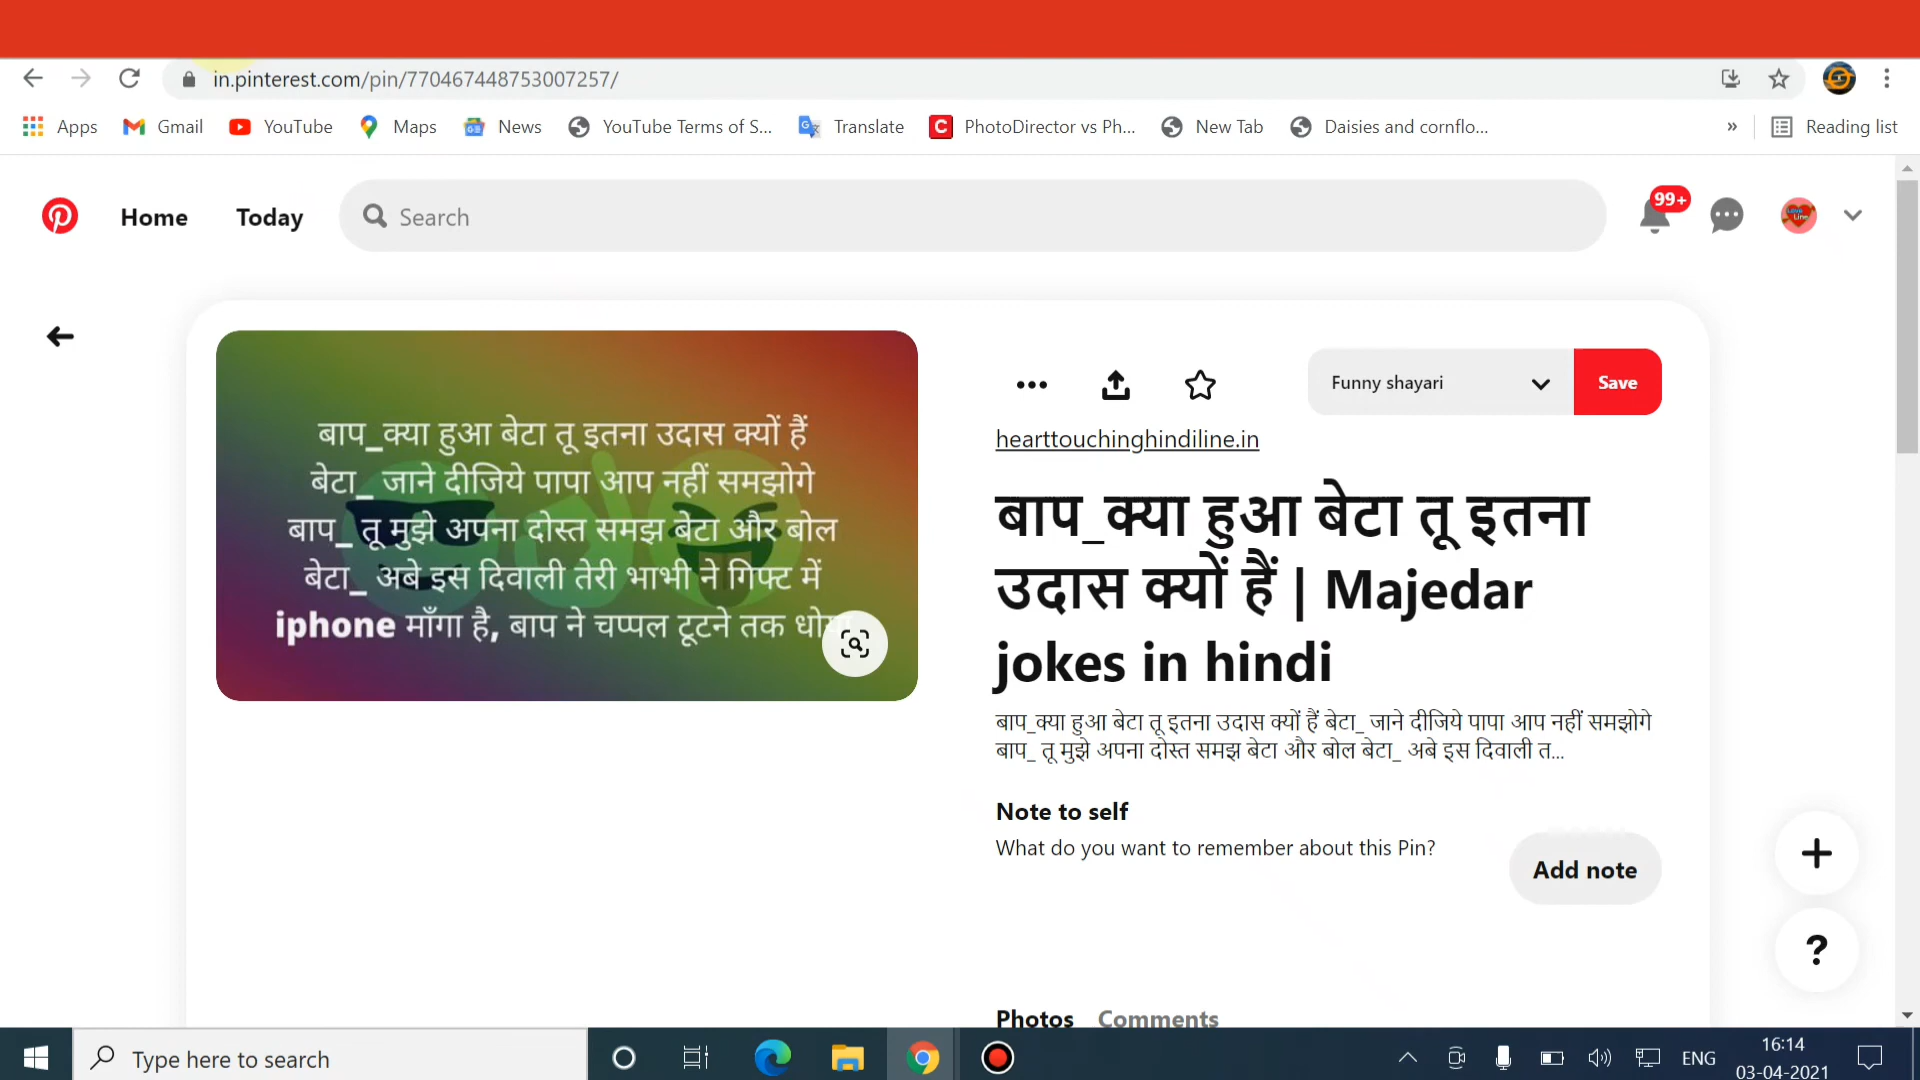 in.pinterest.com/pin/770467448753007257/
Apps Gmail YouTube Maps News YouTube Terms of S... Translate PhotoDirector vs Ph... New Tab Daisies and cornflo... » Reading list
Home Today Search 99+
बाप_क्या हुआ बेटा तू इतना उदास क्यों हैं
बेटा_ जाने दीजिये पापा आप नहीं समझोगे
बाप_ तू मुझे अपना दोस्त समझ बेटा और बोल
बेटा_ अबे इस दिवाली तेरी भाभी ने गिफ्ट में
iphone माँगा है, बाप ने चप्पल टूटने तक धोया
Funny shayari Save
hearttouchinghindiline.in
बाप_क्या हुआ बेटा तू इतना
उदास क्यों हैं | Majedar
jokes in hindi
बाप_क्या हुआ बेटा तू इतना उदास क्यों हैं बेटा_ जाने दीजिये पापा आप नहीं समझोगे
बाप_ तू मुझे अपना दोस्त समझ बेटा और बोल बेटा_ अबे इस दिवाली त...
Note to self
What do you want to remember about this Pin?
Add note
?
Photos Comments
Type here to search
ENG
16:14
03-04-2021